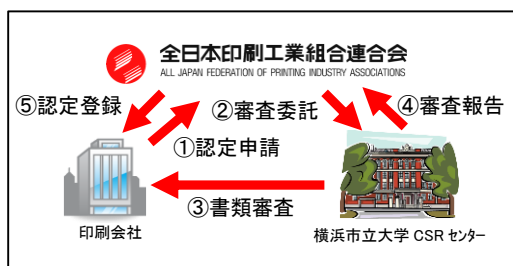 全日本印刷工業組合連合会
ALL JAPAN FEDERATION OF PRINTING INDUSTRY ASSOCIATIONS
⑤認定登録
②審査委託
④審査報告
①認定申請
③書類審査
印刷会社
横浜市立大学 CSR センター